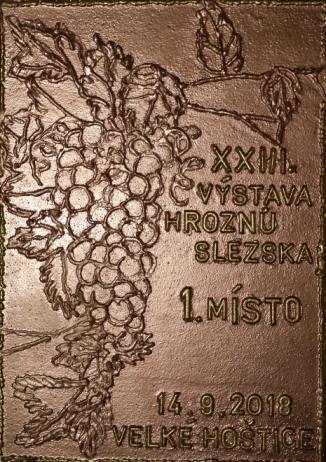 XXIII.
VÝSTAVA
HROZNŮ
SLEZSKA
1. MÍSTO
14.9.2018
VELKÉ HOŠTICE